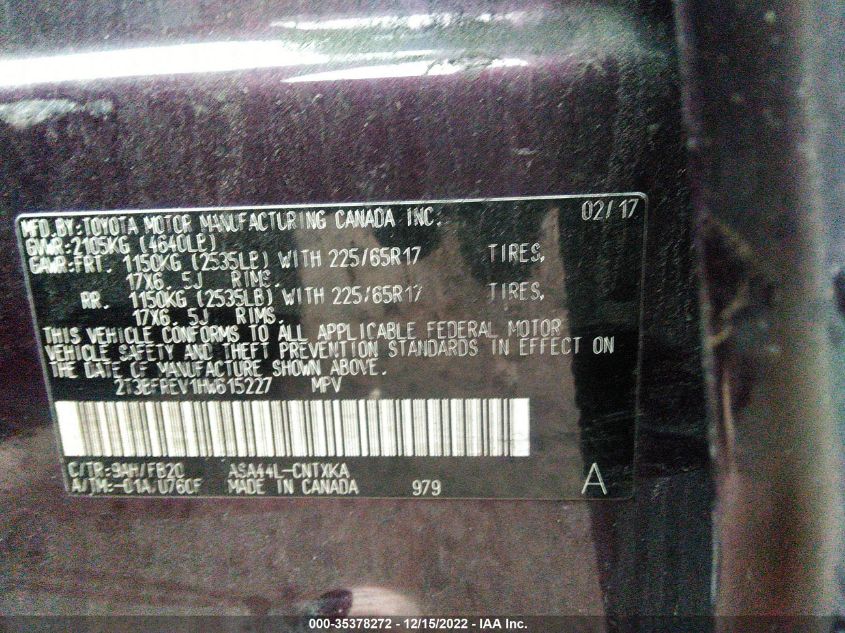 MFD.BY:TOYOTA MOTOR MANUFACTURING CANADA INC. 02/17
GVWR:2105KG (4640LB)
GAWR:FRT. 1150KG (2535LB) WITH 225/65R17 TIRES,
17X6. 5J RIMS.
RR. 1150KG (2535LB) WITH 225/65R17 TIRES,
17X6. 5J RIMS.
THIS VEHICLE CONFORMS TO ALL APPLICABLE FEDERAL MOTOR
VEHICLE SAFETY AND THEFT PREVENTION STANDARDS IN EFFECT ON
THE DATE OF MANUFACTURE SHOWN ABOVE.
2T3BFREV1HW615227 MPV
C/TR:9AH/FB20 ASA44L-CNTXKA
A/TM:-01A/U760F MADE IN CANADA 979 A
000-35378272 - 12/15/2022 - IAA Inc.